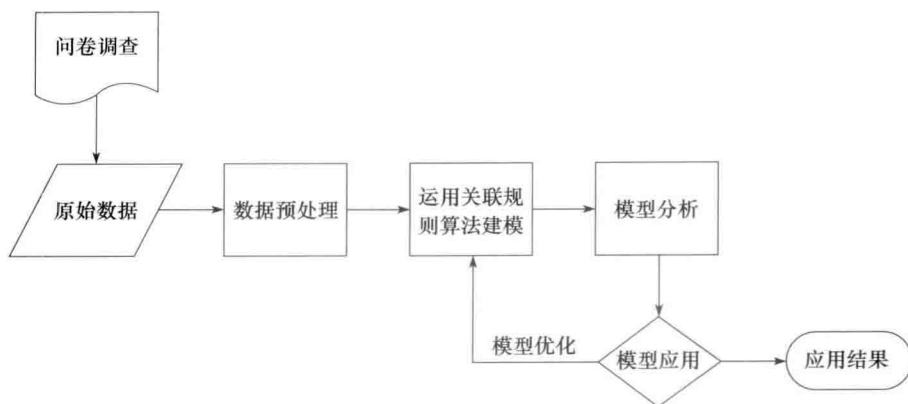 问卷调查
原始数据
数据预处理
运用关联规
则算法建模
模型分析
模型优化
模型应用
应用结果